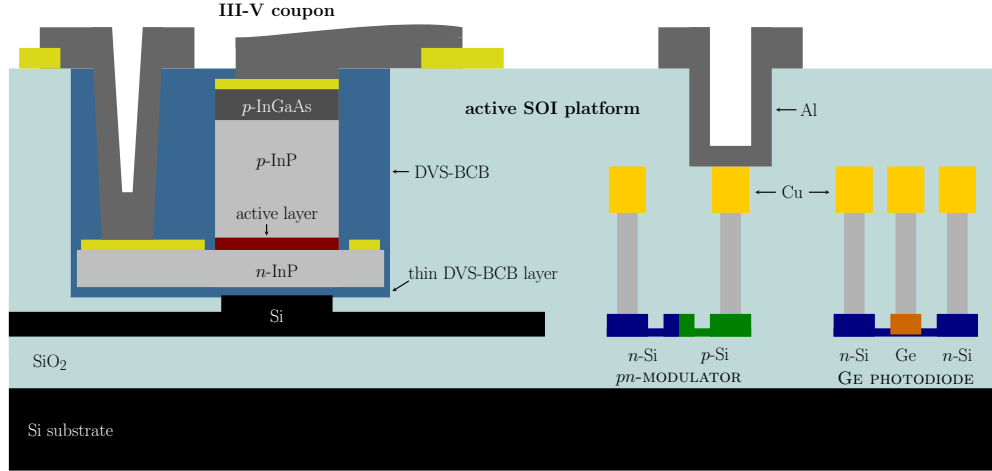 III-V coupon
p-InGaAs
active SOI platform
Al
p-InP
DVS-BCB
Cu
active layer
n-InP
thin DVS-BCB layer
Si
n-Si
p-Si
n-Si
Ge
n-Si
SiO₂
pn-MODULATOR
GE PHOTODIODE
Si substrate